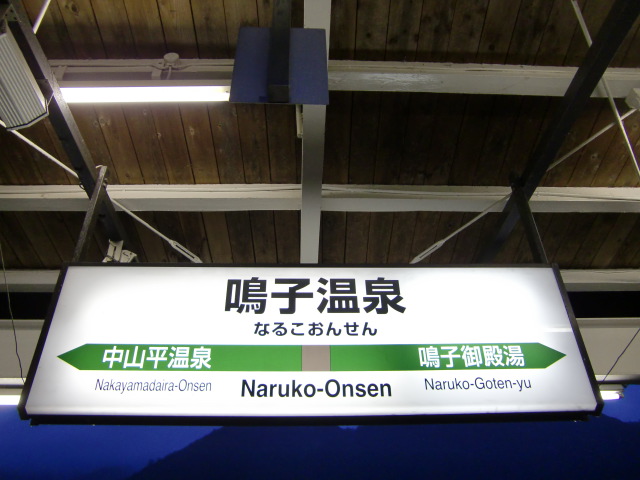 鳴子温泉
なるこおんせん
中山平温泉
鳴子御殿湯
Nakayamadaira-Onsen
Naruko-Onsen
Naruko-Goten-yu